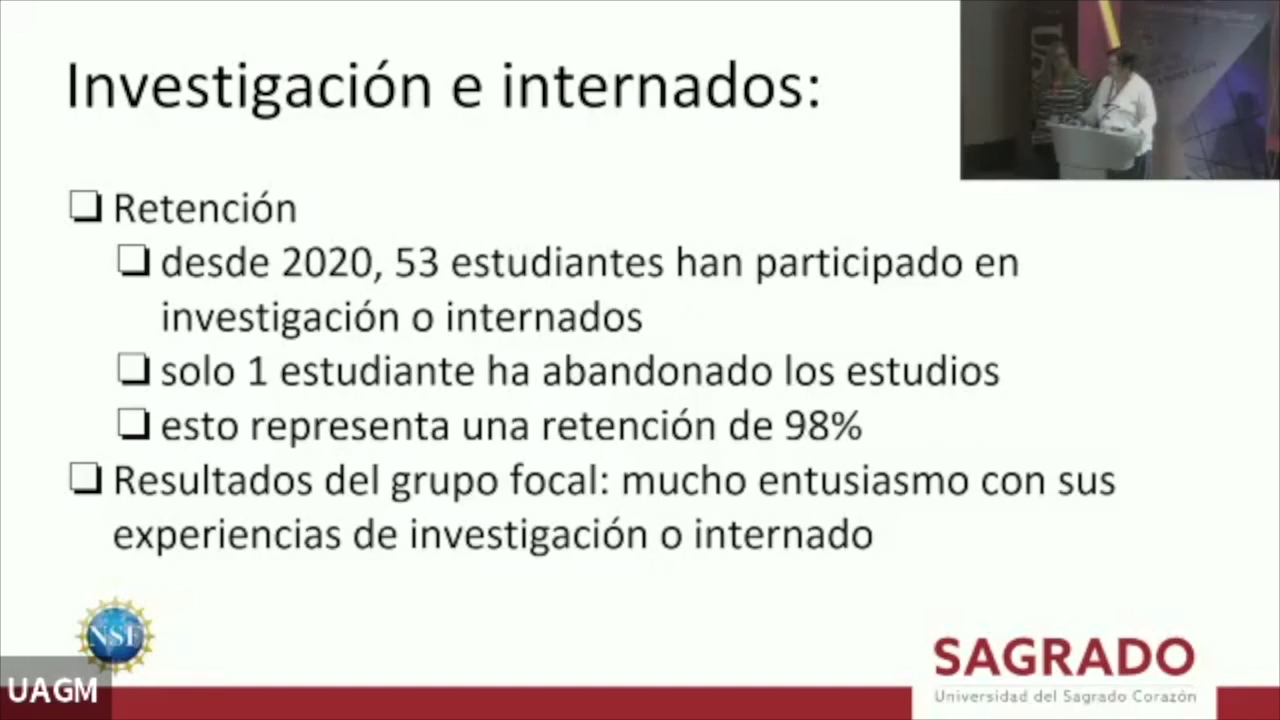 Investigación e internados:
Retención
desde 2020, 53 estudiantes han participado en
investigación o internados
solo 1 estudiante ha abandonado los estudios
esto representa una retención de 98%
Resultados del grupo focal: mucho entusiasmo con sus
experiencias de investigación o internado
NSF
UAGM
SAGRADO
Universidad del Sagrado Corazón